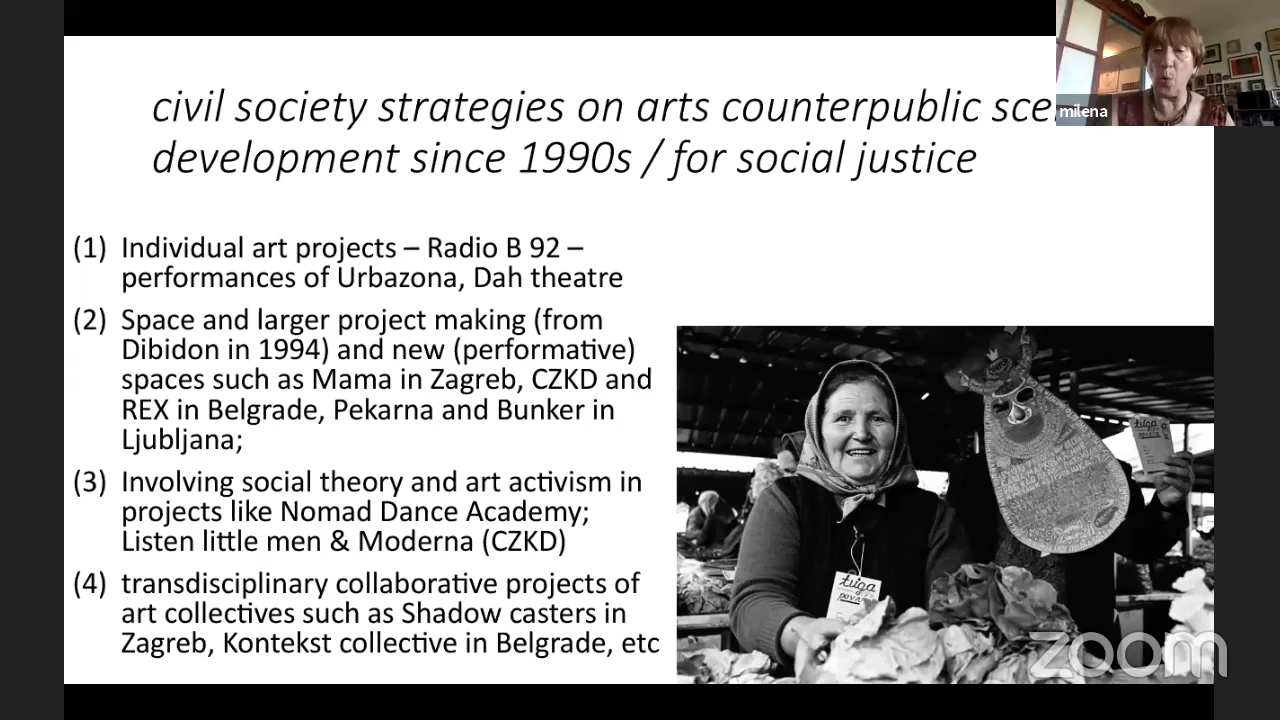 civil society strategies on arts counterpublic sce
milena
development since 1990s / for social justice
(1) Individual art projects – Radio B 92 –
performances of Urbazona, Dah theatre
(2) Space and larger project making (from
Dibidon in 1994) and new (performative)
spaces such as Mama in Zagreb, CZKD and
REX in Belgrade, Pekarna and Bunker in
Ljubljana;
(3) Involving social theory and art activism in
projects like Nomad Dance Academy;
Listen little men & Moderna (CZKD)
(4) transdisciplinary collaborative projects of
art collectives such as Shadow casters in
Zagreb, Kontekst collective in Belgrade, etc
zoom